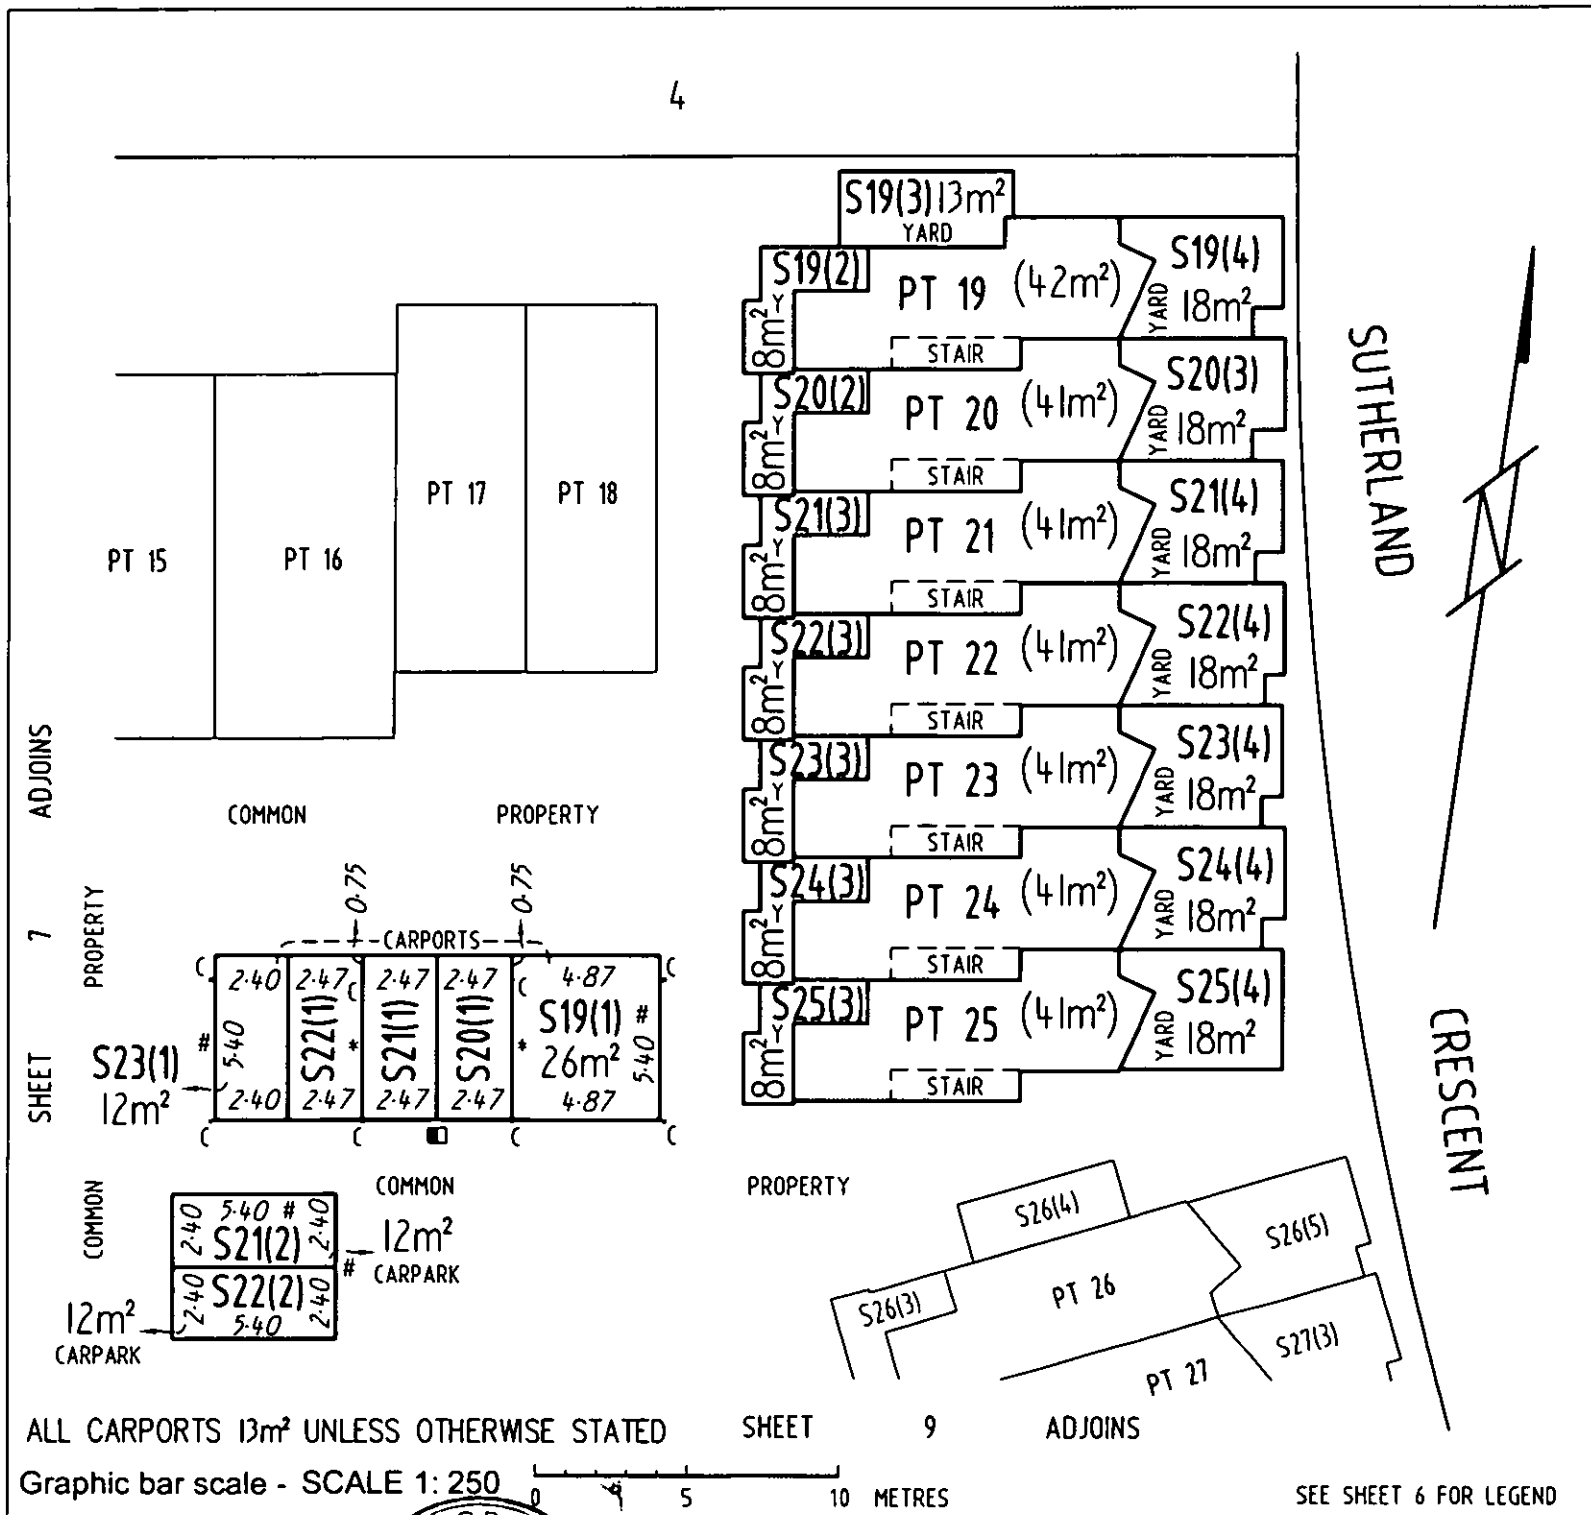 4
S19(3) 13m²
YARD
S19(2)
Y
8m²
PT 19 (42m²)
S19(4)
YARD 18m²
STAIR
S20(2)
Y
8m²
PT 20 (41m²)
S20(3)
YARD 18m²
STAIR
S21(3)
Y
8m²
PT 21 (41m²)
S21(4)
YARD 18m²
STAIR
S22(3)
Y
8m²
PT 22 (41m²)
S22(4)
YARD 18m²
STAIR
S23(3)
Y
8m²
PT 23 (41m²)
S23(4)
YARD 18m²
STAIR
S24(3)
Y
8m²
PT 24 (41m²)
S24(4)
YARD 18m²
STAIR
S25(3)
Y
8m²
PT 25 (41m²)
S25(4)
YARD 18m²
STAIR
SUTHERLAND
CRESCENT
N
PT 15
PT 16
PT 17
PT 18
SHEET 7 ADJOINS
COMMON PROPERTY
COMMON PROPERTY
0.75
0.75
CARPORTS
C C C C
2.40 2.47 2.47 2.47 4.87
# 5.40
S22(1)
*
S21(1)
S20(1)
*
S19(1) #
26m²
5.40
S23(1)
12m²
2.40 2.47 2.47 2.47 4.87
C C C C
COMMON PROPERTY
5.40 #
2.40 S21(2) 2.40
12m²
CARPARK
#
2.40 S22(2) 2.40
5.40
12m²
CARPARK
S26(4)
S26(5)
S26(3)
PT 26
S27(3)
PT 27
ALL CARPORTS 13m² UNLESS OTHERWISE STATED
SHEET 9 ADJOINS
Graphic bar scale - SCALE 1: 250
0 5 10 METRES
SEE SHEET 6 FOR LEGEND